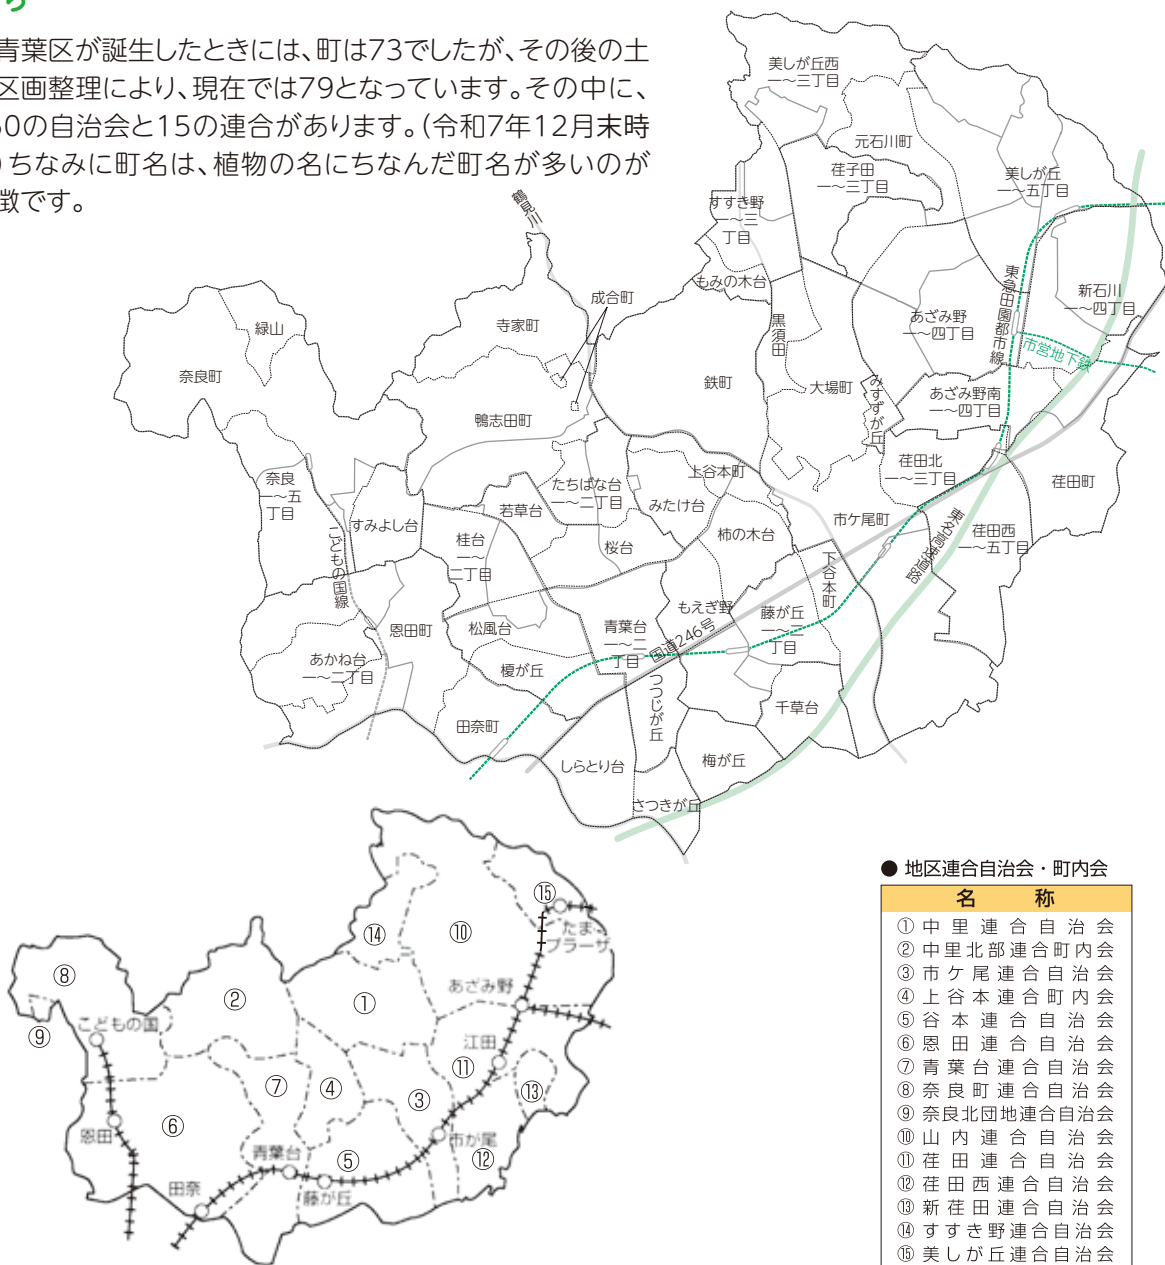 青葉区が誕生したときには、町は73でしたが、その後の土
区画整理により、現在では79となっています。その中に、
0の自治会と15の連合があります。(令和7年12月末時
ちなみに町名は、植物の名にちなんだ町名が多いのが
徴です。
美しが丘西
一〜三丁目
元石川町
荏子田
一〜三丁目
美しが丘
一〜五丁目
すすき野
一〜三
丁目
もみの木台
鶴見川
成合町
寺家町
緑山
奈良町
鴨志田町
鉄町
黒須田
大場町
みすずが丘
あざみ野
一〜四丁目
東急田園都市線
新石川
一〜四丁目
市営地下鉄
あざみ野南
一〜四丁目
荏田北
一〜三丁目
荏田町
荏田西
一〜五丁目
東名高速道路
市ケ尾町
上谷本町
みたけ台
たちばな台
一〜二丁目
若草台
桜台
柿の木台
下谷本町
奈良
一〜五
丁目
すみよし台
こどもの国線
桂台
一〜
二丁目
恩田町
松風台
青葉台
一〜二
丁目
もえぎ野
藤が丘
一〜二
丁目
国道246号
あかね台
一〜二丁目
榎が丘
つつじが丘
田奈町
しらとり台
梅が丘
千草台
さつきが丘
⑮
たま
プラーザ
⑭
⑩
⑧
②
①
あざみ野
⑨
こどもの国
江田
⑪
⑦
④
③
⑬
⑥
恩田
市が尾
⑫
青葉台
⑤
田奈
藤が丘
● 地区連合自治会・町内会
名 称
① 中里連合自治会
② 中里北部連合町内会
③ 市ケ尾連合自治会
④ 上谷本連合町内会
⑤ 谷本連合自治会
⑥ 恩田連合自治会
⑦ 青葉台連合自治会
⑧ 奈良町連合自治会
⑨ 奈良北団地連合自治会
⑩ 山内連合自治会
⑪ 荏田連合自治会
⑫ 荏田西連合自治会
⑬ 新荏田連合自治会
⑭ すすき野連合自治会
⑮ 美しが丘連合自治会